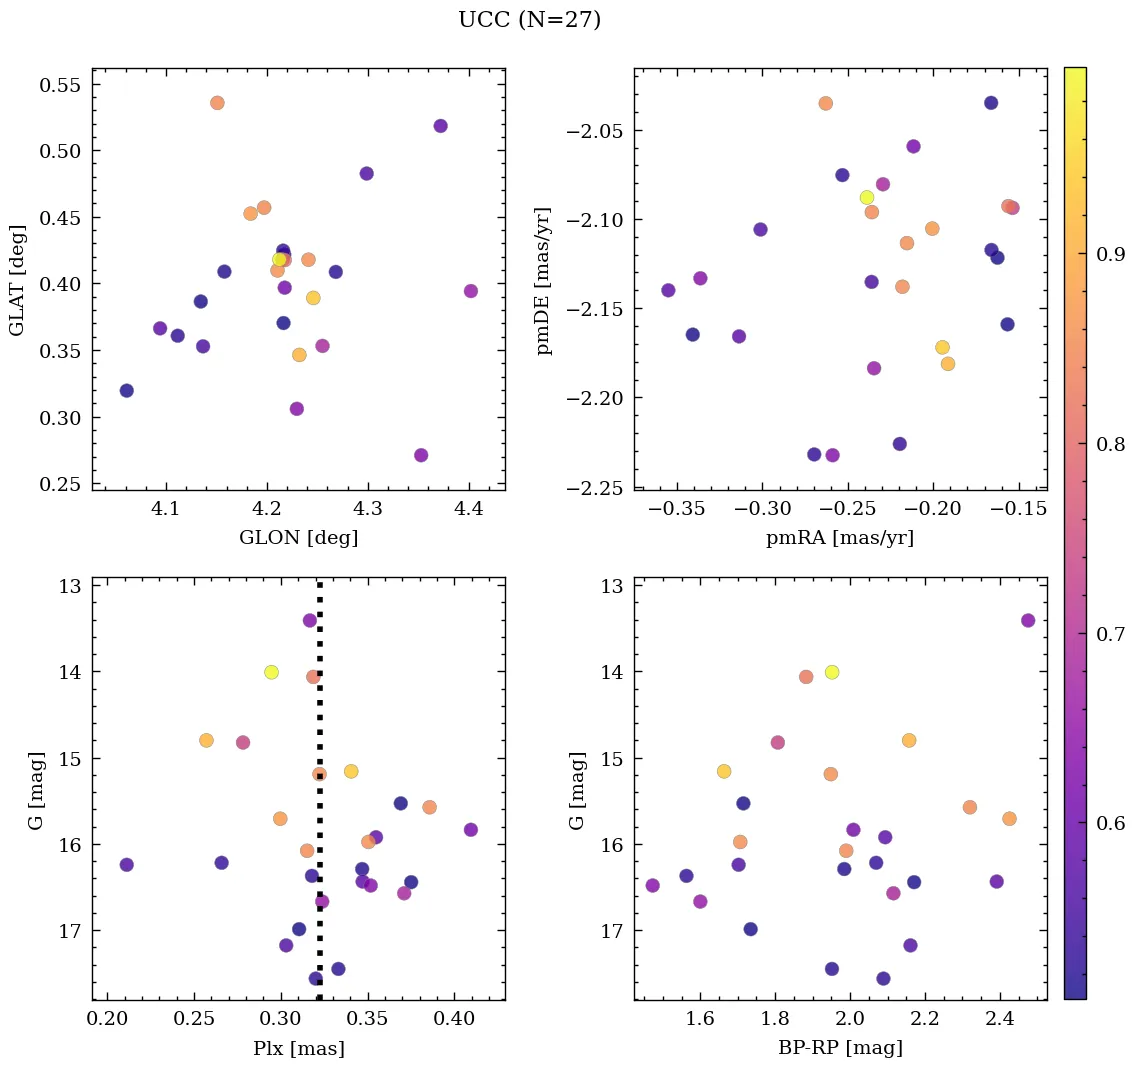 UCC (N=27)
0.55
0.50
0.45
0.40
0.35
0.30
0.25
GLAT [deg]
4.1 4.2 4.3 4.4
GLON [deg]
−2.05
−2.10
−2.15
−2.20
−2.25
pmDE [mas/yr]
−0.35 −0.30 −0.25 −0.20 −0.15
pmRA [mas/yr]
0.9
0.8
0.7
0.6
13
14
15
16
17
G [mag]
0.20 0.25 0.30 0.35 0.40
Plx [mas]
13
14
15
16
17
G [mag]
1.6 1.8 2.0 2.2 2.4
BP-RP [mag]